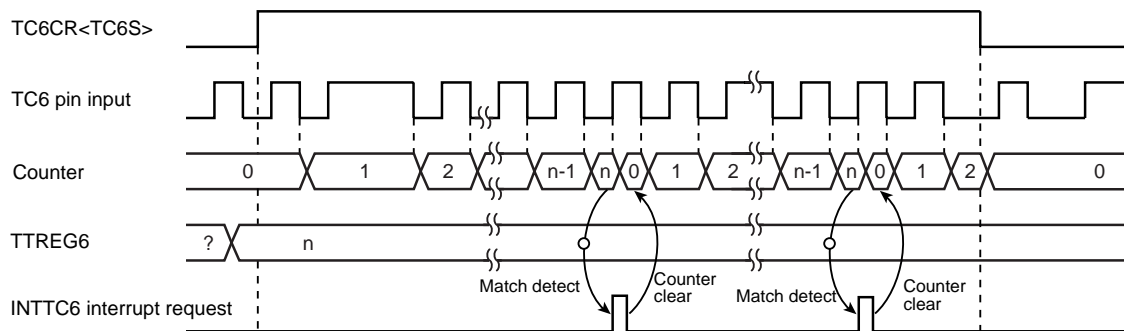 TC6CR<TC6S>
TC6 pin input
Counter
0 1 2 n-1 n 0 1 2 n-1 n 0 1 2 0
TTREG6
? n
Match detect Counter clear Match detect Counter clear
INTTC6 interrupt request